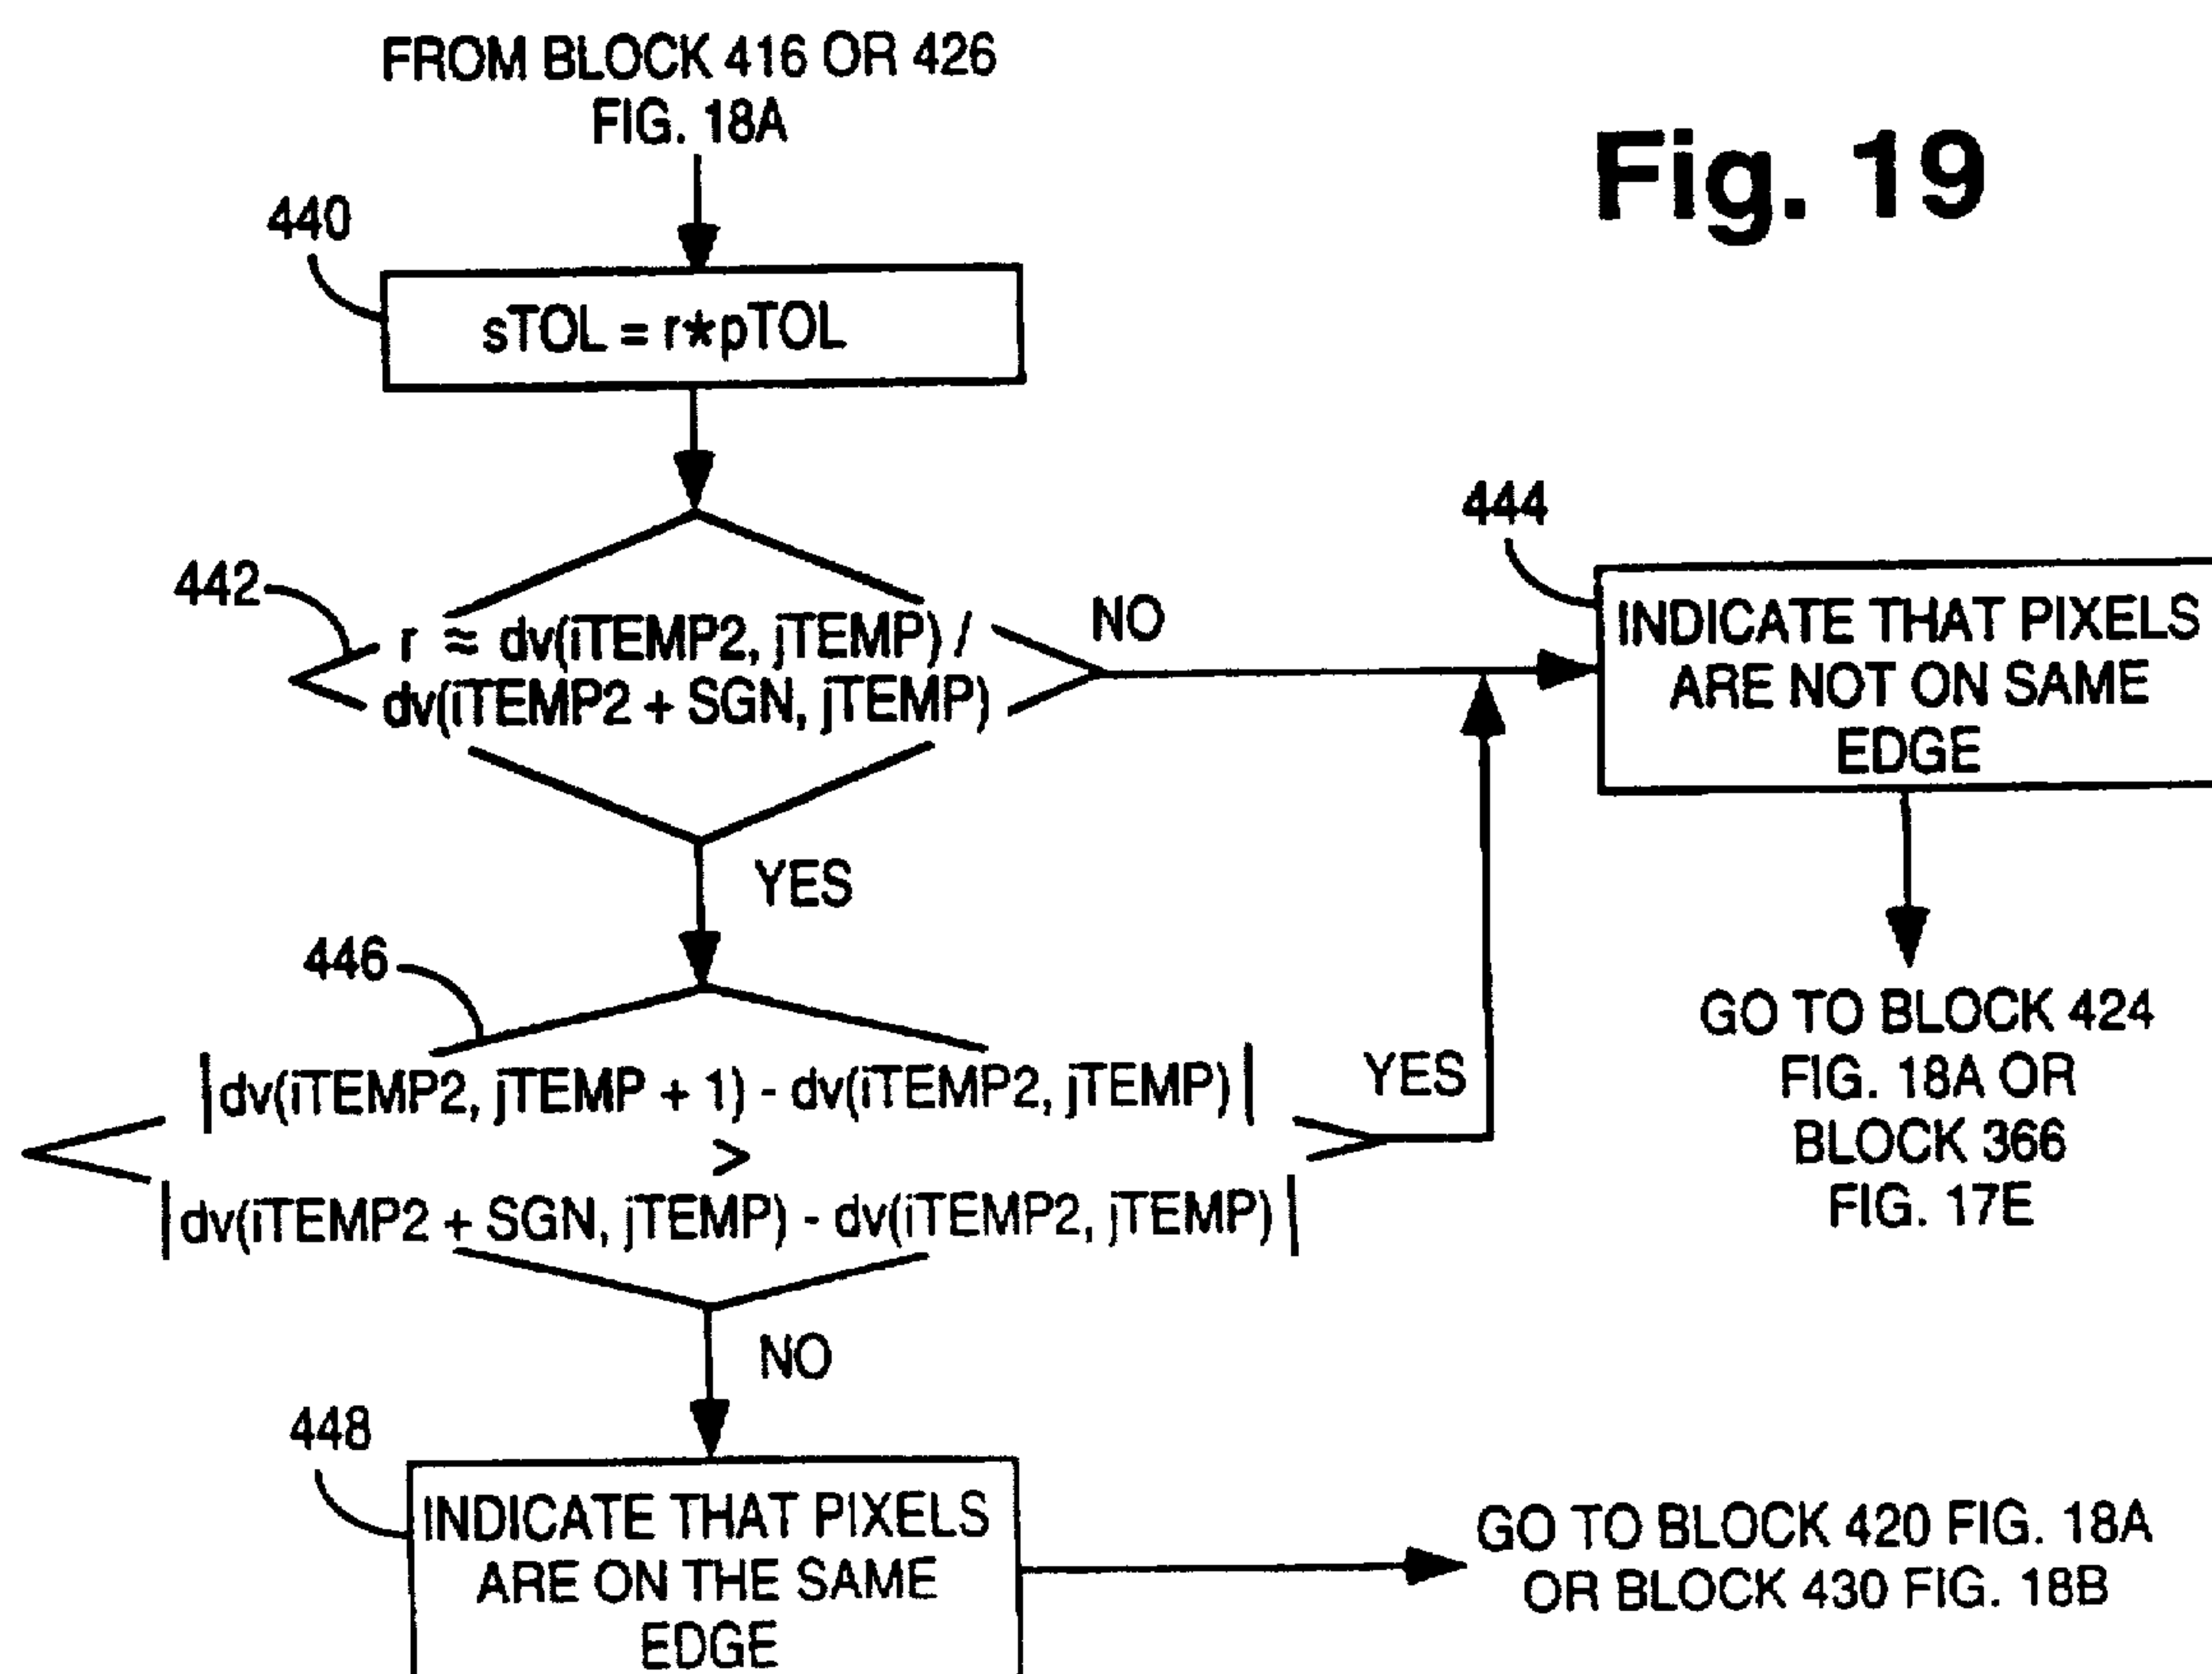 FROM BLOCK 416 OR 426
FIG. 18A
Fig. 19
440
sTOL = r*pTOL
442
r ≈ dv(iTEMP2, jTEMP) /
dv(iTEMP2 + SGN, jTEMP)
NO
444
INDICATE THAT PIXELS
ARE NOT ON SAME
EDGE
YES
446
|dv(iTEMP2, jTEMP + 1) - dv(iTEMP2, jTEMP)|
>
|dv(iTEMP2 + SGN, jTEMP) - dv(iTEMP2, jTEMP)|
YES
GO TO BLOCK 424
FIG. 18A OR
BLOCK 366
FIG. 17E
NO
448
INDICATE THAT PIXELS
ARE ON THE SAME
EDGE
GO TO BLOCK 420 FIG. 18A
OR BLOCK 430 FIG. 18B